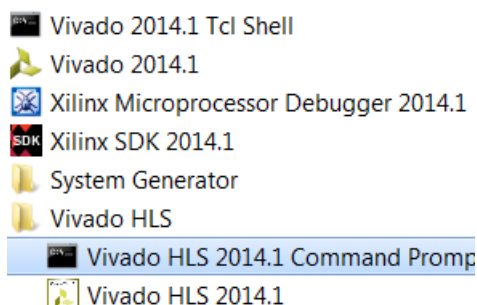 Vivado 2014.1 Tcl Shell
Vivado 2014.1
Xilinx Microprocessor Debugger 2014.1
SDK Xilinx SDK 2014.1
System Generator
Vivado HLS
Vivado HLS 2014.1 Command Promp
Vivado HLS 2014.1